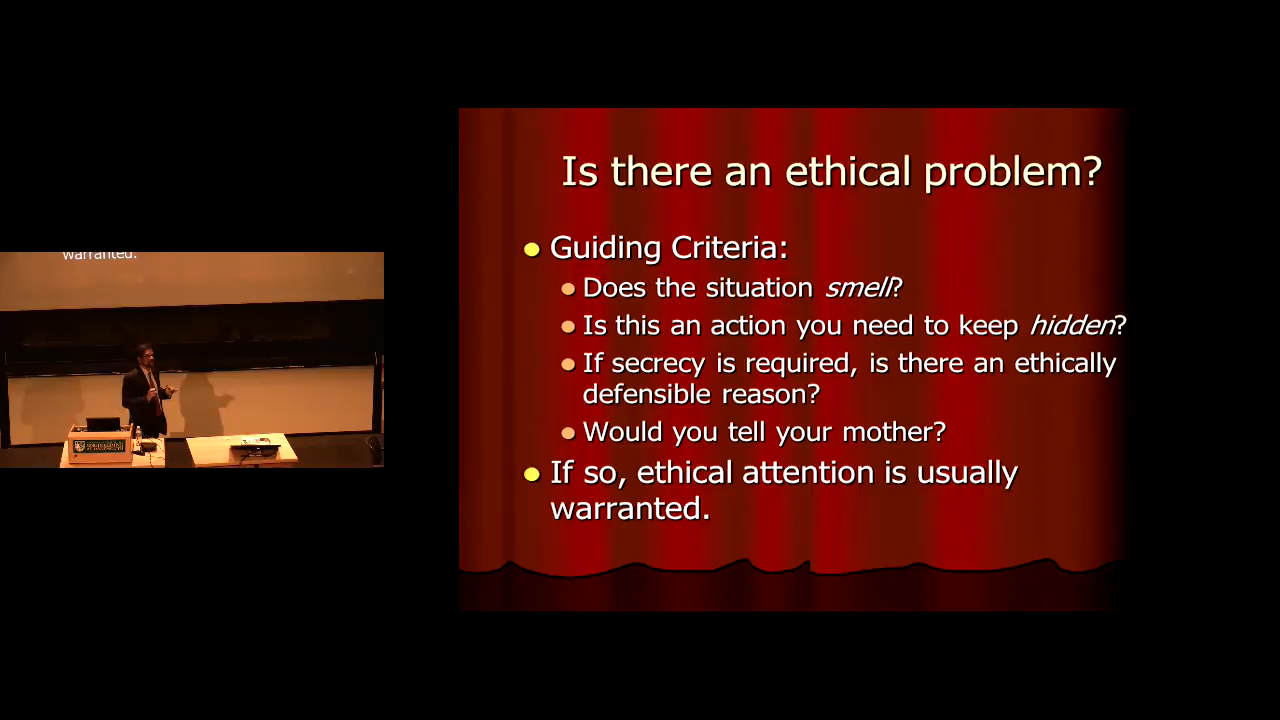 warranted.
Is there an ethical problem?
Guiding Criteria:
Does the situation smell?
Is this an action you need to keep hidden?
If secrecy is required, is there an ethically
defensible reason?
Would you tell your mother?
If so, ethical attention is usually
warranted.